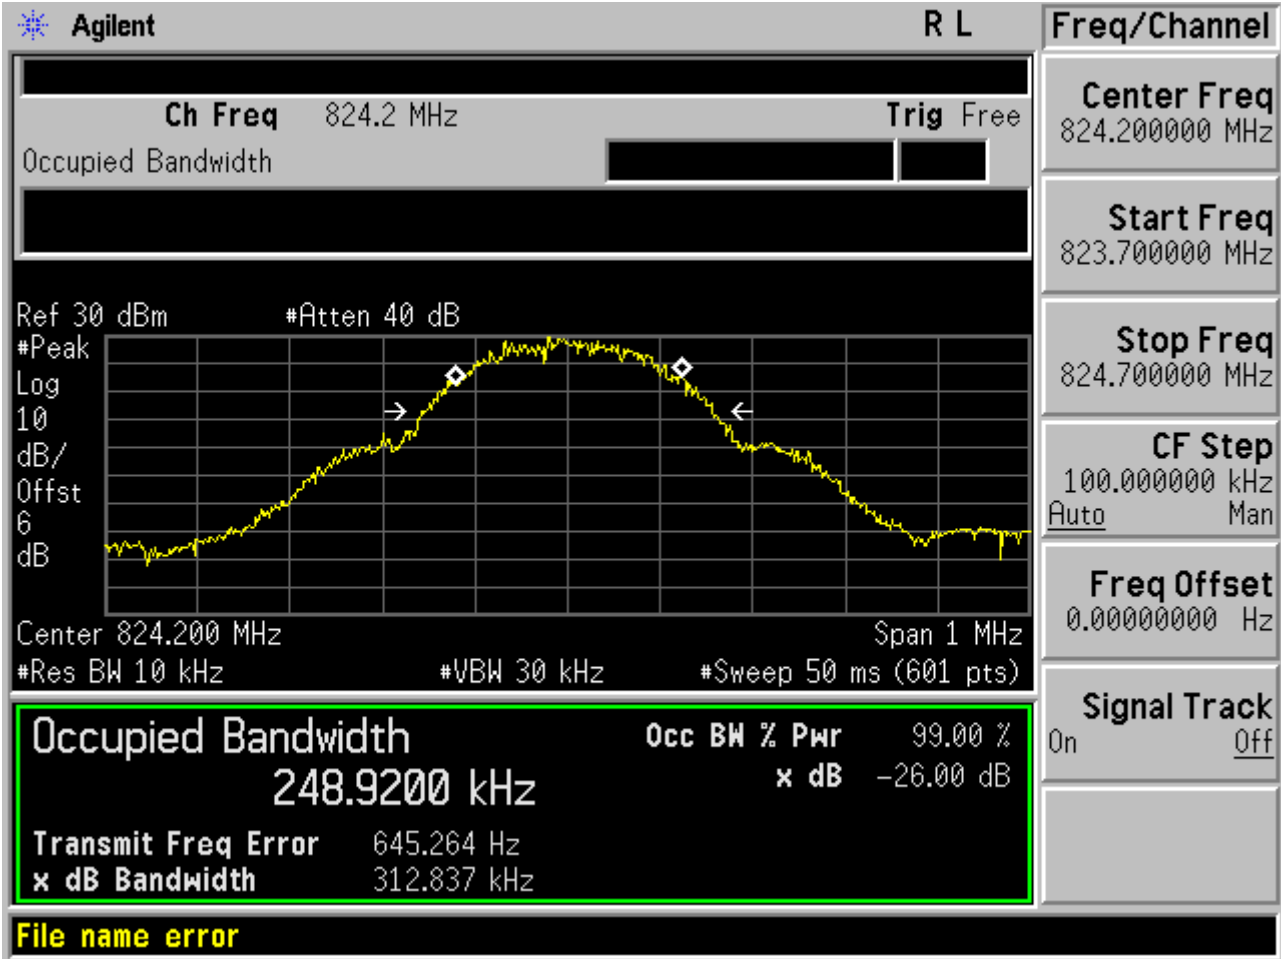 Agilent R L
Ch Freq 824.2 MHz Trig Free
Occupied Bandwidth
Ref 30 dBm #Atten 40 dB
#Peak
Log
10
dB/
Offst
6
dB
Center 824.200 MHz Span 1 MHz
#Res BW 10 kHz #VBW 30 kHz #Sweep 50 ms (601 pts)
Occupied Bandwidth
248.9200 kHz
Occ BW % Pwr 99.00 %
x dB -26.00 dB
Transmit Freq Error 645.264 Hz
x dB Bandwidth 312.837 kHz
File name error
Freq/Channel
Center Freq
824.200000 MHz
Start Freq
823.700000 MHz
Stop Freq
824.700000 MHz
CF Step
100.000000 kHz
Auto Man
Freq Offset
0.00000000 Hz
Signal Track
On Off